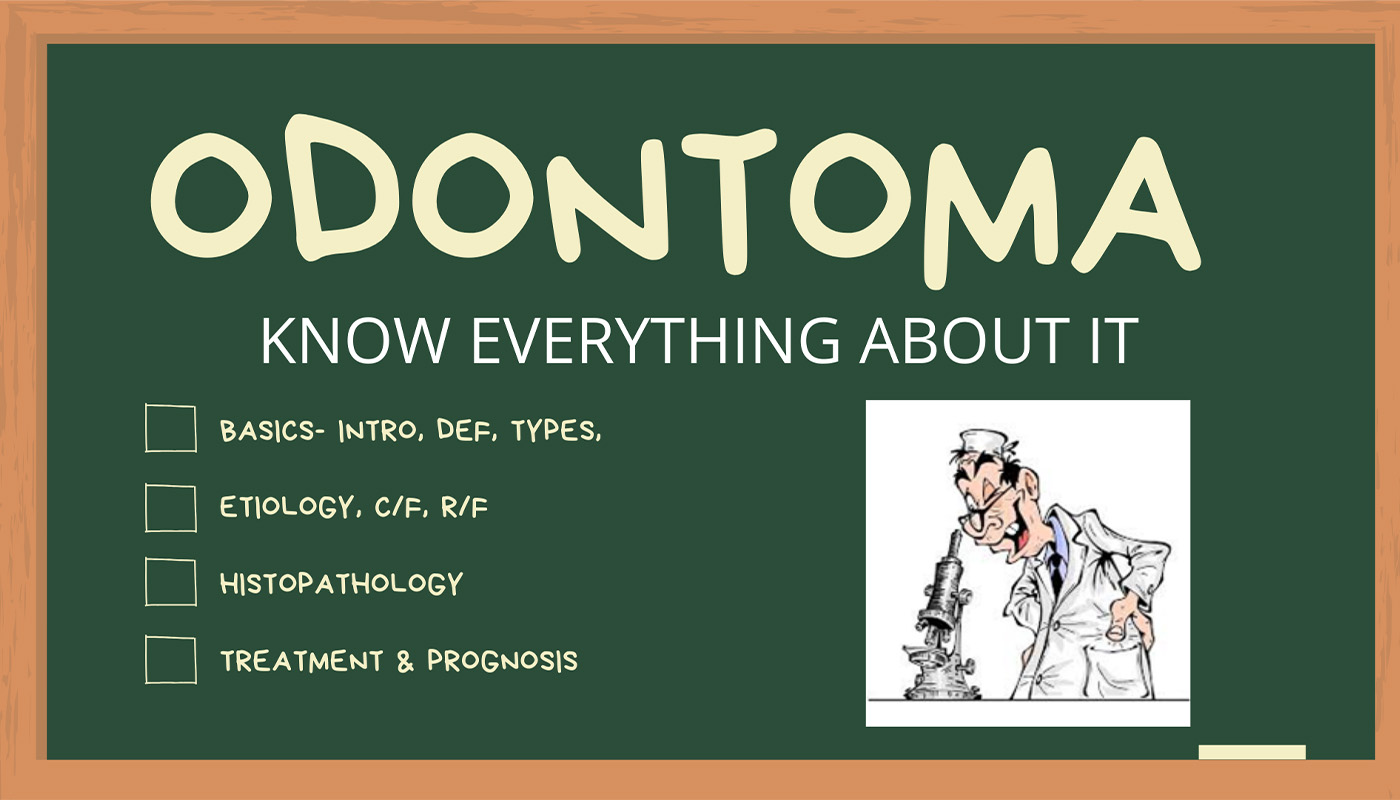 ODONTOMA
KNOW EVERYTHING ABOUT IT
BASICS- INTRO, DEF, TYPES,
ETIOLOGY, C/F, R/F
HISTOPATHOLOGY
TREATMENT & PROGNOSIS